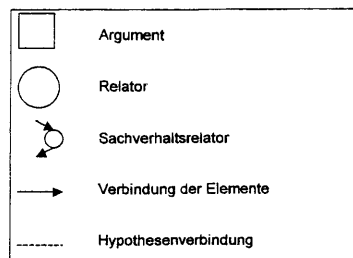 Argument
Relator
Sachverhaltsrelator
Verbindung der Elemente
Hypothesenverbindung